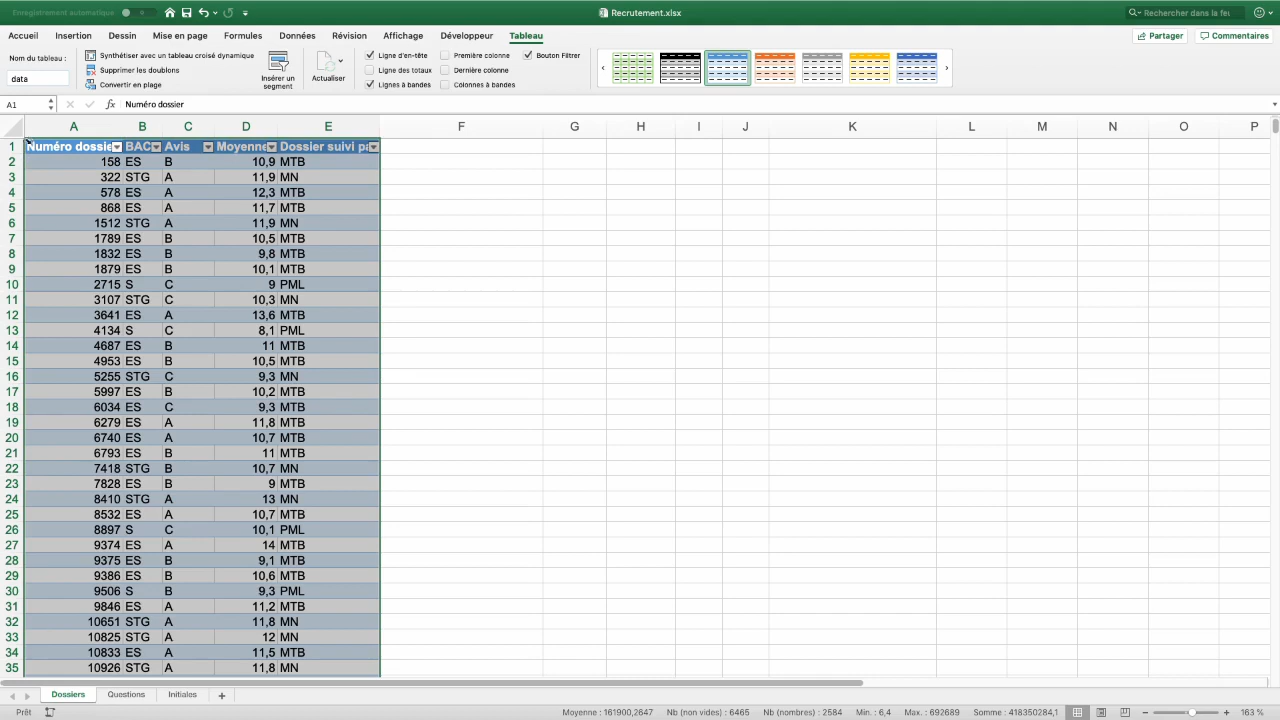 Enregistrement automatique
Recrutement.xlsx
Rechercher dans la feu
Accueil Insertion Dessin Mise en page Formules Données Révision Affichage Développeur Tableau
Partager Commentaires
Nom du tableau :
data
Synthétiser avec un tableau croisé dynamique
Supprimer les doublons
Convertir en plage
Insérer un segment
Actualiser
Ligne d'en-tête Première colonne Bouton Filtrer
Ligne des totaux Dernière colonne
Lignes à bandes Colonnes à bandes
A1 fx Numéro dossier
A B C D E F G H I J K L M N O P
1 Numéro dossie BAC Avis Moyenne Dossier suivi pa
2 158 ES B 10,9 MTB
3 322 STG A 11,9 MN
4 578 ES A 12,3 MTB
5 868 ES A 11,7 MTB
6 1512 STG A 11,9 MN
7 1789 ES B 10,5 MTB
8 1832 ES B 9,8 MTB
9 1879 ES B 10,1 MTB
10 2715 S C 9 PML
11 3107 STG C 10,3 MN
12 3641 ES A 13,6 MTB
13 4134 S C 8,1 PML
14 4687 ES B 11 MTB
15 4953 ES B 10,5 MTB
16 5255 STG C 9,3 MN
17 5997 ES B 10,2 MTB
18 6034 ES C 9,3 MTB
19 6279 ES A 11,8 MTB
20 6740 ES A 10,7 MTB
21 6793 ES B 11 MTB
22 7418 STG B 10,7 MN
23 7828 ES B 9 MTB
24 8410 STG A 13 MN
25 8532 ES A 10,7 MTB
26 8897 S C 10,1 PML
27 9374 ES A 14 MTB
28 9375 ES B 9,1 MTB
29 9386 ES B 10,6 MTB
30 9506 S B 9,3 PML
31 9846 ES A 11,2 MTB
32 10651 STG A 11,8 MN
33 10825 STG A 12 MN
34 10833 ES A 11,5 MTB
35 10926 STG A 11,8 MN
Dossiers Questions Initiales +
Prêt Moyenne : 161900,2647 Nb (non vides) : 6465 Nb (nombres) : 2584 Min. : 6,4 Max. : 692689 Somme : 418350284,1 163 %